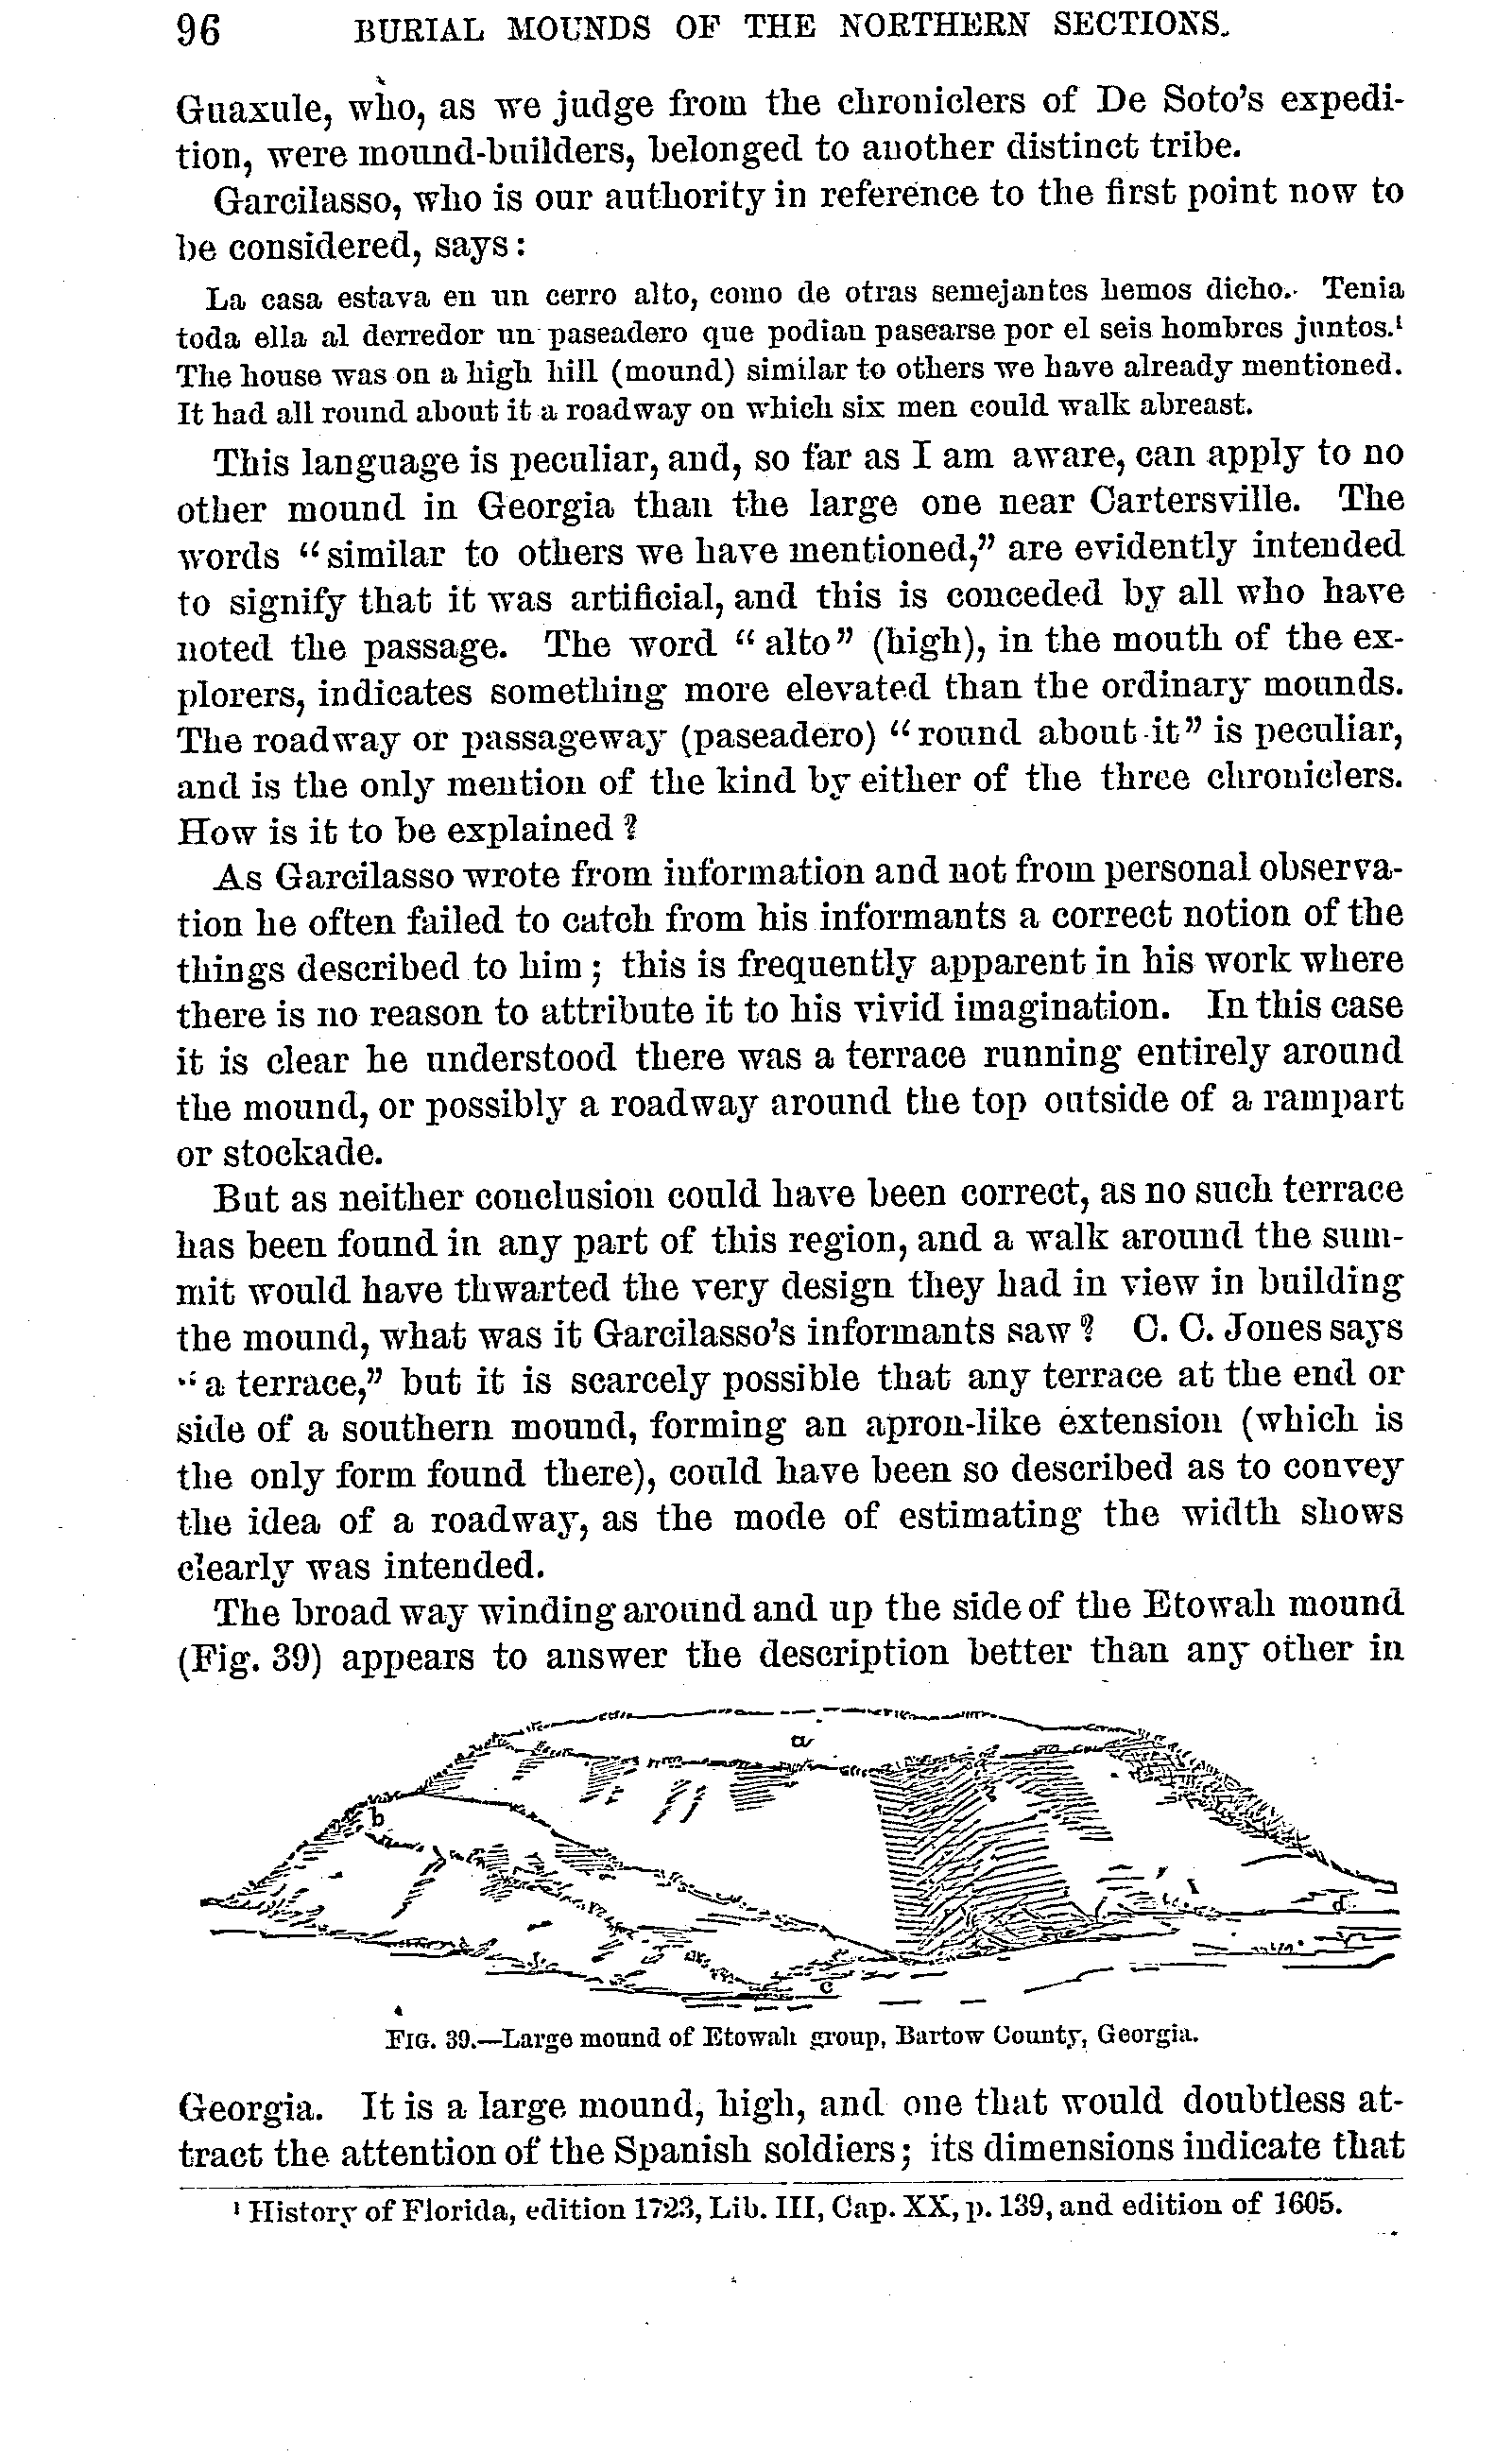 96 BURIAL MOUNDS OF THE NORTHERN SECTIONS.
Guaxule, who, as we judge from the chroniclers of De Soto's expedi-
tion, were mound-builders, belonged to another distinct tribe.
Garcilasso, who is our authority in reference to the first point now to
be considered, says:
La casa estava en un cerro alto, como de otras semejantes hemos dicho. Tenia
toda ella al derredor un paseadero que podian pasearse por el seis hombres juntos.¹
The house was on a high hill (mound) similar to others we have already mentioned.
It had all round about it a roadway on which six men could walk abreast.
This language is peculiar, and, so far as I am aware, can apply to no
other mound in Georgia than the large one near Cartersville. The
words "similar to others we have mentioned," are evidently intended
to signify that it was artificial, and this is conceded by all who have
noted the passage. The word "alto" (high), in the mouth of the ex-
plorers, indicates something more elevated than the ordinary mounds.
The roadway or passageway (paseadero) "round about it" is peculiar,
and is the only mention of the kind by either of the three chroniclers.
How is it to be explained?
As Garcilasso wrote from information and not from personal observa-
tion he often failed to catch from his informants a correct notion of the
things described to him; this is frequently apparent in his work where
there is no reason to attribute it to his vivid imagination. In this case
it is clear he understood there was a terrace running entirely around
the mound, or possibly a roadway around the top outside of a rampart
or stockade.
But as neither conclusion could have been correct, as no such terrace
has been found in any part of this region, and a walk around the sum-
mit would have thwarted the very design they had in view in building
the mound, what was it Garcilasso's informants saw? C. C. Jones says
"a terrace," but it is scarcely possible that any terrace at the end or
side of a southern mound, forming an apron-like extension (which is
the only form found there), could have been so described as to convey
the idea of a roadway, as the mode of estimating the width shows
clearly was intended.
The broad way winding around and up the side of the Etowah mound
(Fig. 39) appears to answer the description better than any other in
a
b
c
d
FIG. 39.—Large mound of Etowah group, Bartow County, Georgia.
Georgia. It is a large mound, high, and one that would doubtless at-
tract the attention of the Spanish soldiers; its dimensions indicate that
¹ History of Florida, edition 1723, Lib. III, Cap. XX, p. 139, and edition of 1605.